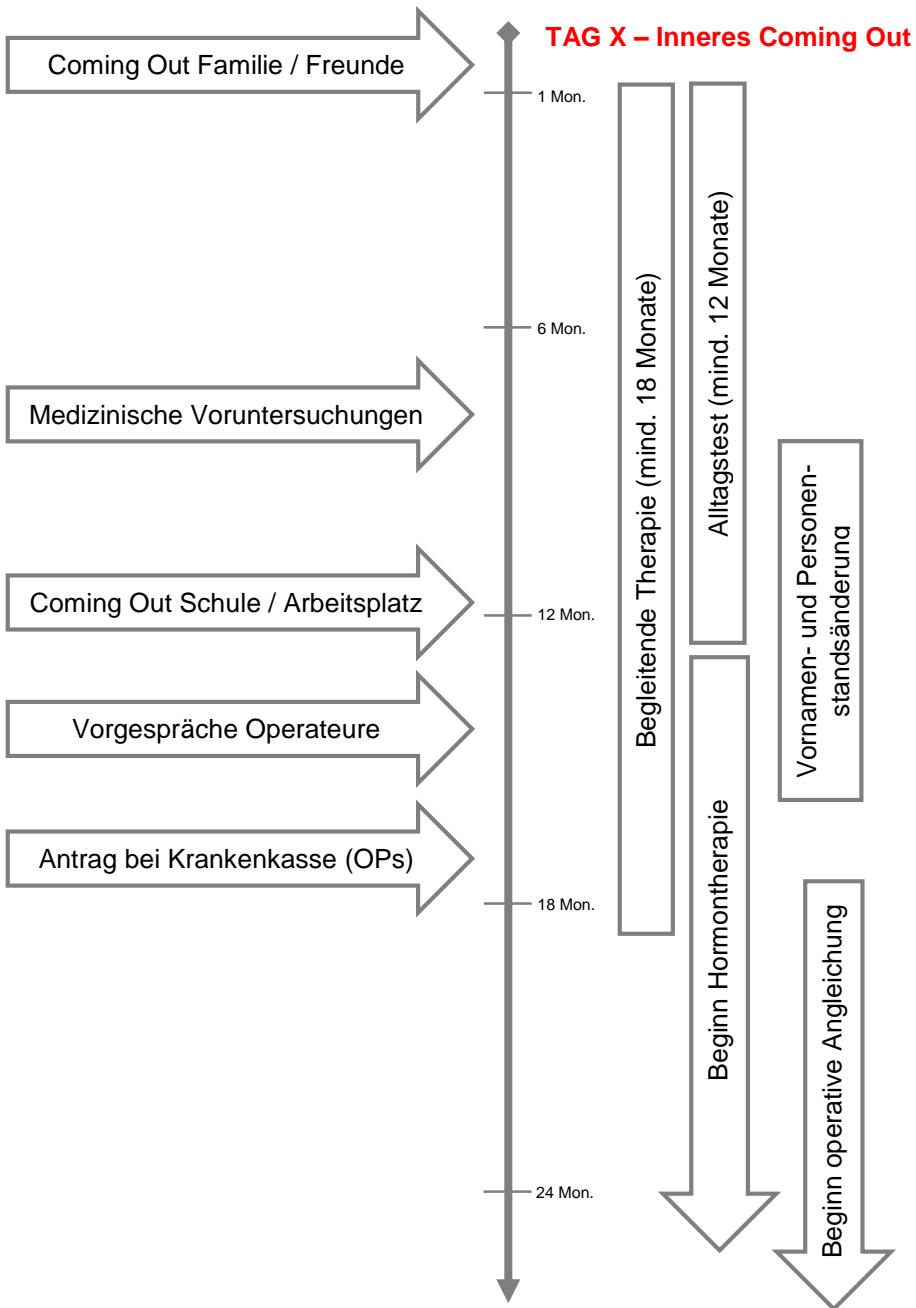 TAG X – Inneres Coming Out
Coming Out Familie / Freunde
1 Mon.
6 Mon.
Medizinische Voruntersuchungen
Coming Out Schule / Arbeitsplatz
12 Mon.
Vorgespräche Operateure
Antrag bei Krankenkasse (OPs)
18 Mon.
24 Mon.
Begleitende Therapie (mind. 18 Monate)
Alltagstest (mind. 12 Monate)
Vornamen- und Personen-
standsänderung
Beginn Hormontherapie
Beginn operative Angleichung